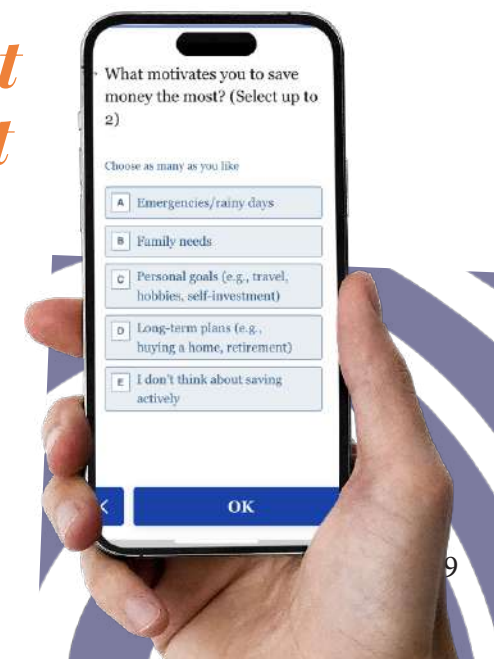 t
t
What motivates you to save
money the most? (Select up to
2)
Choose as many as you like
A Emergencies/rainy days
B Family needs
C Personal goals (e.g., travel,
hobbies, self-investment)
D Long-term plans (e.g.,
buying a home, retirement)
E I don't think about saving
actively
< OK
9